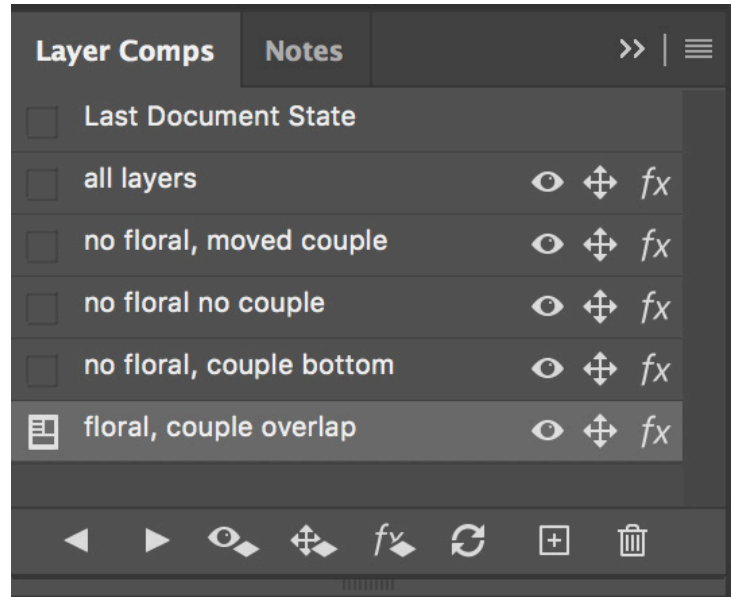 Layer Comps Notes
Last Document State
all layers fx
no floral, moved couple fx
no floral no couple fx
no floral, couple bottom fx
floral, couple overlap fx
fx